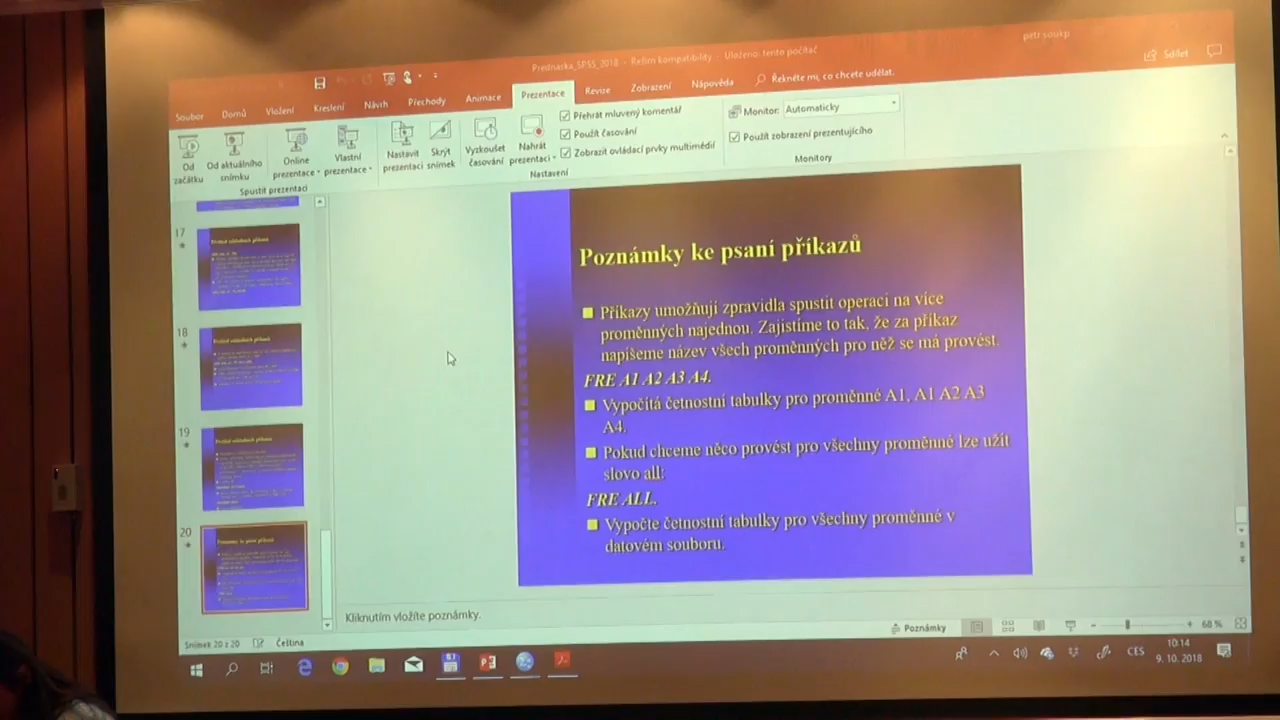 Prednaska_SPSS_2018 - Režim kompatibility - Uloženo: tento počítač
petr soukp
Soubor Domů Vložení Kreslení Návrh Přechody Animace Prezentace Revize Zobrazení Nápověda Řekněte mi, co chcete udělat. Sdílet
Od začátku
Od aktuálního snímku
Online prezentace
Vlastní prezentace
Nastavit prezentaci
Skrýt snímek
Vyzkoušet časování
Nahrát prezentaci
Přehrát mluvený komentář
Použít časování
Zobrazit ovládací prvky multimédií
Monitor: Automaticky
Použít zobrazení prezentujícího
Spustit prezentaci
Nastavení
Monitory
17
18
19
20
Poznámky ke psaní příkazů
Příkazy umožňují zpravidla spustit operaci na více
proměnných najednou. Zajistíme to tak, že za příkaz
napíšeme název všech proměnných pro něž se má provést.
FRE A1 A2 A3 A4.
Vypočitá četnostní tabulky pro proměnné A1, A1 A2 A3
A4.
Pokud chceme něco provést pro všechny proměnné lze užít
slovo all:
FRE ALL.
Vypočte četnostní tabulky pro všechny proměnné v
datovém souboru.
Kliknutím vložíte poznámky.
Snímek 20 z 20 Čeština
Poznámky
68 %
CES
10:14
9. 10. 2018